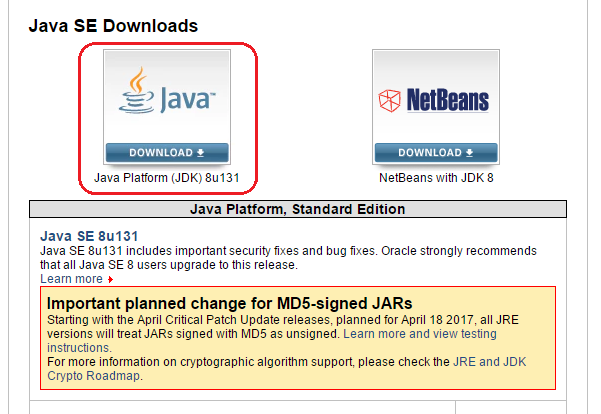 Java SE Downloads
Java™
NetBeans
DOWNLOAD
DOWNLOAD
Java Platform (JDK) 8u131
NetBeans with JDK 8
Java Platform, Standard Edition
Java SE 8u131
Java SE 8u131 includes important security fixes and bug fixes. Oracle strongly recommends
that all Java SE 8 users upgrade to this release.
Learn more
Important planned change for MD5-signed JARs
Starting with the April Critical Patch Update releases, planned for April 18 2017, all JRE
versions will treat JARs signed with MD5 as unsigned. Learn more and view testing
instructions.
For more information on cryptographic algorithm support, please check the JRE and JDK
Crypto Roadmap.